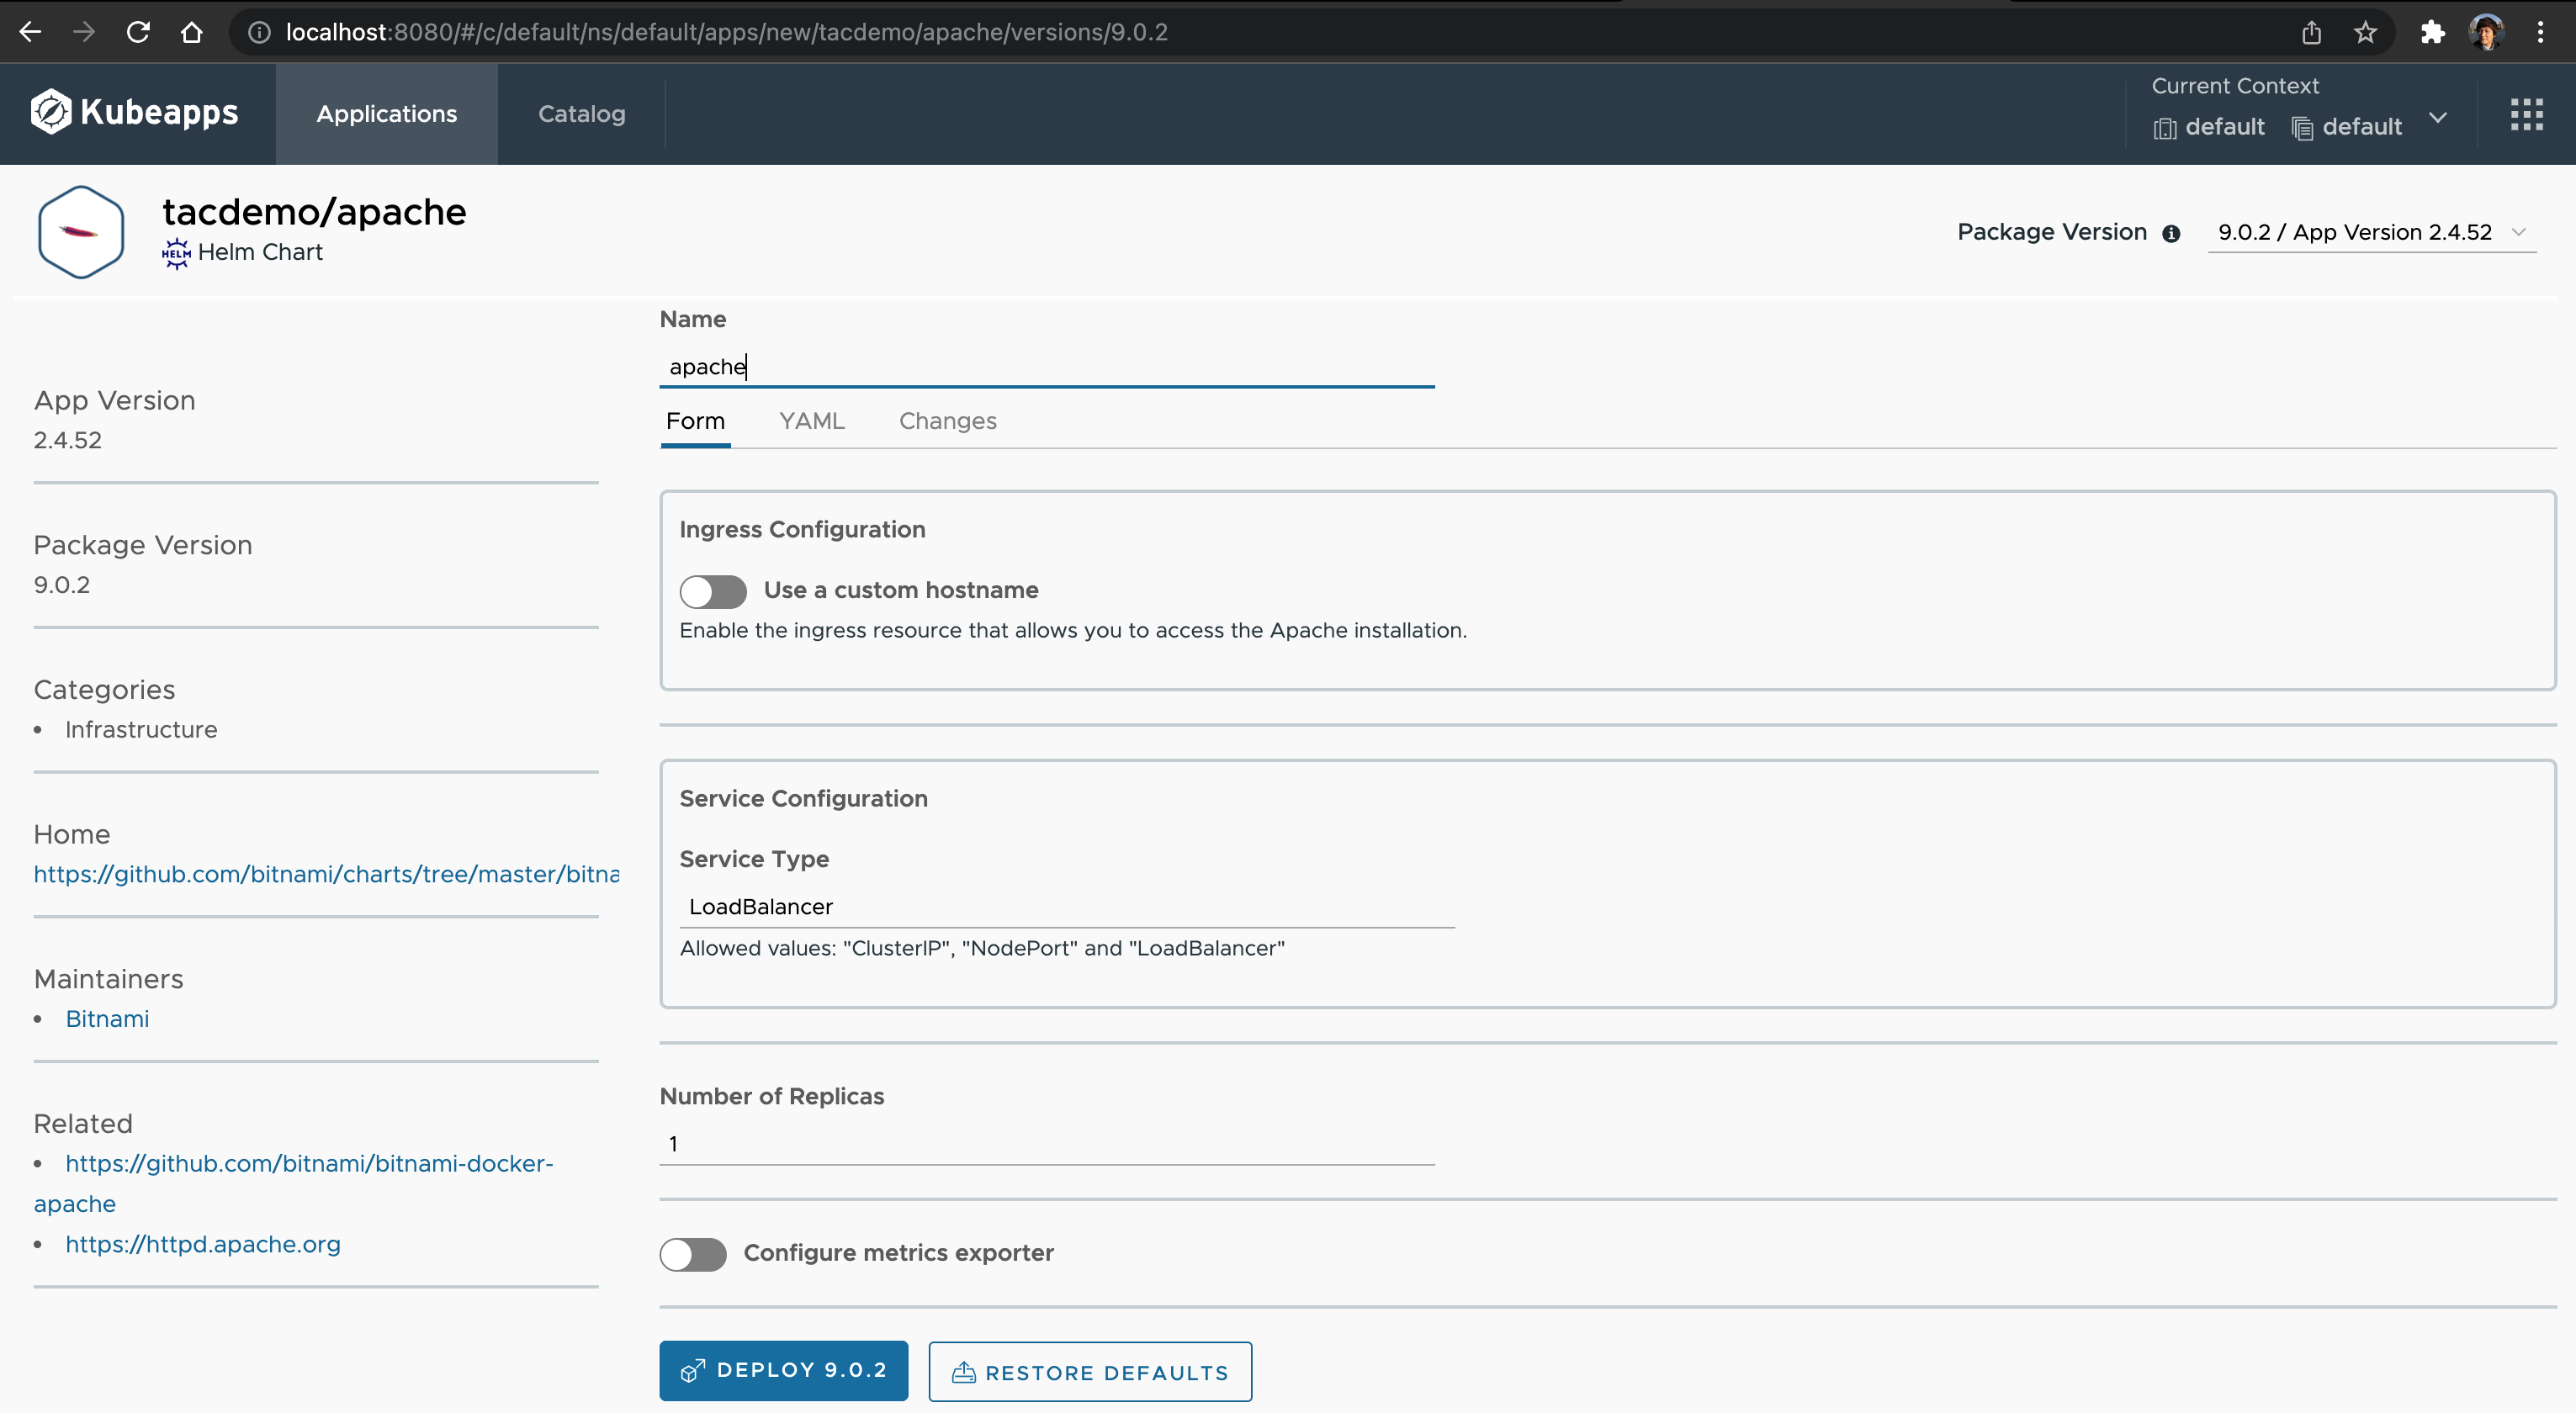 localhost:8080/#/c/default/ns/default/apps/new/tacdemo/apache/versions/9.0.2
Kubeapps
Applications
Catalog
Current Context
default
default
tacdemo/apache
HELM Helm Chart
Package Version
9.0.2 / App Version 2.4.52
App Version
2.4.52
Package Version
9.0.2
Categories
• Infrastructure
Home
https://github.com/bitnami/charts/tree/master/bitna
Maintainers
• Bitnami
Related
• https://github.com/bitnami/bitnami-docker-
apache
• https://httpd.apache.org
Name
apache
Form YAML Changes
Ingress Configuration
Use a custom hostname
Enable the ingress resource that allows you to access the Apache installation.
Service Configuration
Service Type
LoadBalancer
Allowed values: "ClusterIP", "NodePort" and "LoadBalancer"
Number of Replicas
1
Configure metrics exporter
DEPLOY 9.0.2
RESTORE DEFAULTS